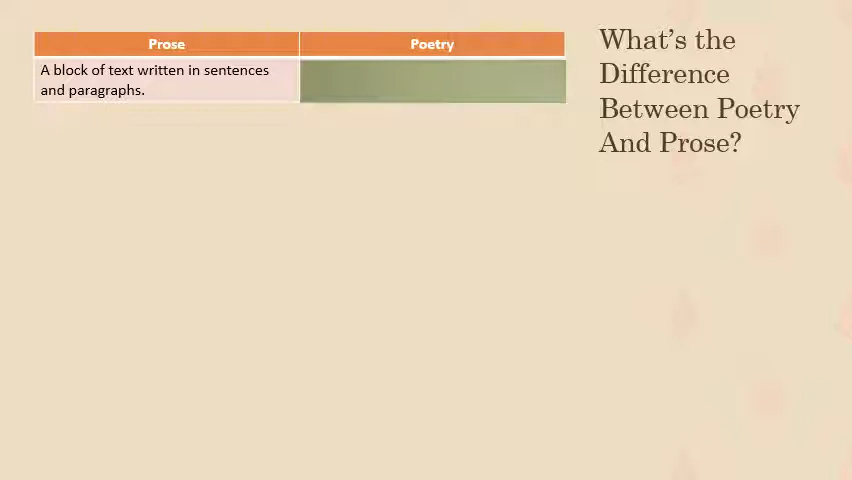 Prose
Poetry
A block of text written in sentences
and paragraphs.
What’s the
Difference
Between Poetry
And Prose?